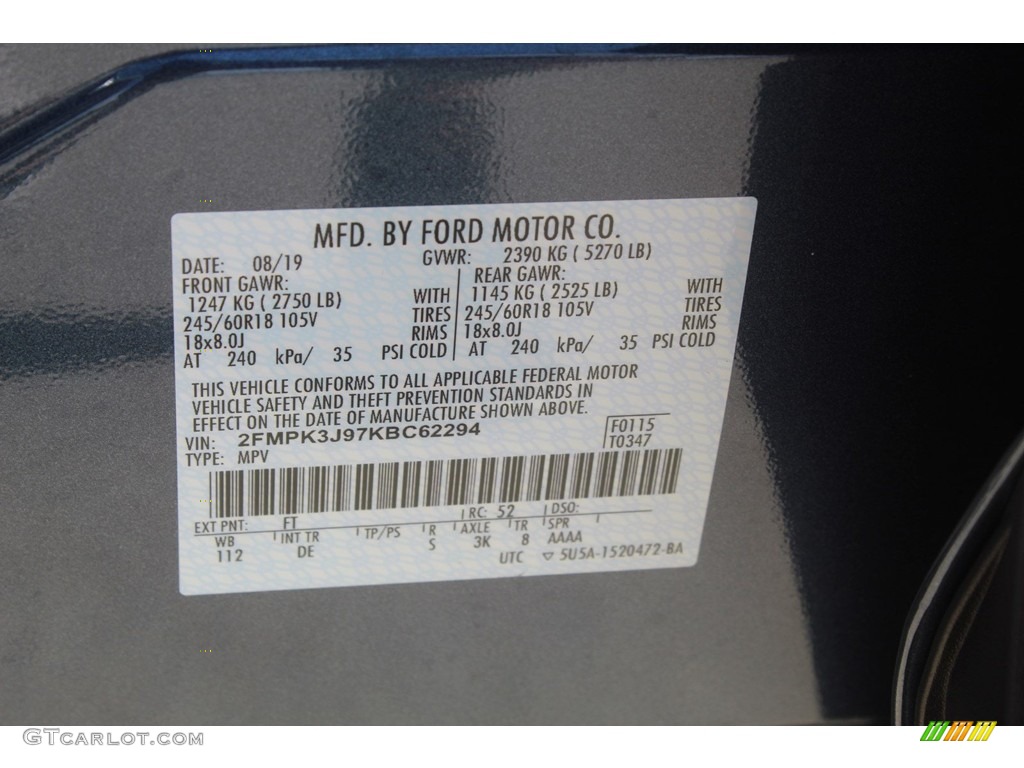 MFD. BY FORD MOTOR CO.
DATE: 08/19 GVWR: 2390 KG ( 5270 LB)
FRONT GAWR: REAR GAWR:
1247 KG ( 2750 LB) WITH 1145 KG ( 2525 LB) WITH
245/60R18 105V TIRES 245/60R18 105V TIRES
18x8.0J RIMS 18x8.0J RIMS
AT 240 kPa/ 35 PSI COLD AT 240 kPa/ 35 PSI COLD
THIS VEHICLE CONFORMS TO ALL APPLICABLE FEDERAL MOTOR
VEHICLE SAFETY AND THEFT PREVENTION STANDARDS IN
EFFECT ON THE DATE OF MANUFACTURE SHOWN ABOVE.
VIN: 2FMPK3J97KBC62294 F0115
TYPE: MPV T0347
EXT PNT: FT RC: 52 DSO:
WB INT TR TP/PS R AXLE TR SPR
112 DE S 3K 8 AAAA
UTC ▽ 5U5A-1520472-BA
GTcarlot.com